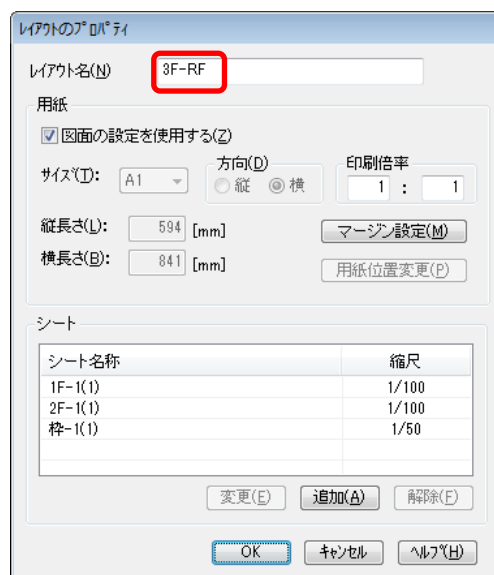 レイアウトのプロパティ
レイアウト名(N) 3F-RF
用紙
図面の設定を使用する(Z)
サイズ(T): A1 方向(D) 縦 横 印刷倍率 1 : 1
縦長さ(L): 594 [mm] マージン設定(M)
横長さ(B): 841 [mm] 用紙位置変更(P)
シート
シート名称 縮尺
1F-1(1) 1/100
2F-1(1) 1/100
枠-1(1) 1/50
変更(E) 追加(A) 解除(F)
OK キャンセル ヘルプ(H)